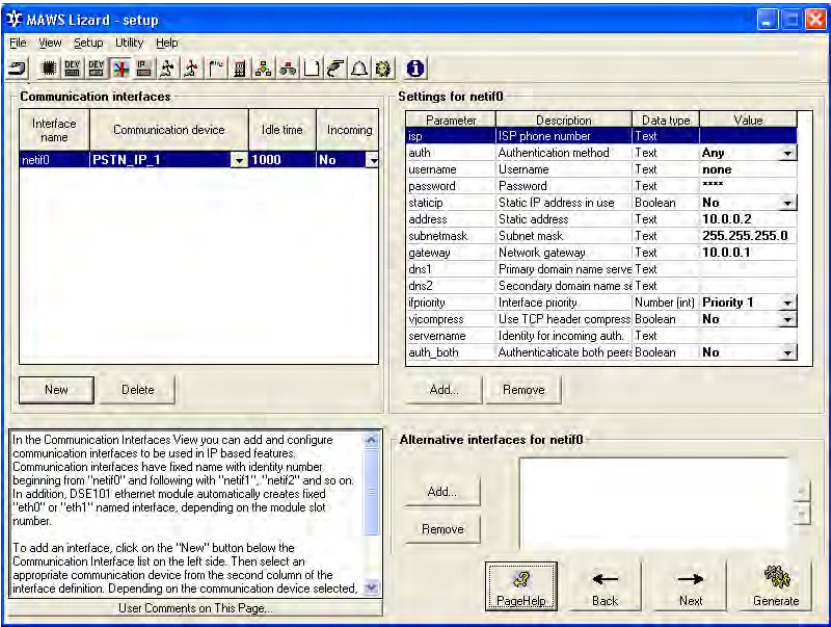 MAWS Lizard - setup
File View Setup Utility Help
DEV DEV IP
Communication interfaces
Interface name Communication device Idle time Incoming
netif0 PSTN_IP_1 1000 No
New Delete
Settings for netif0
Parameter Description Data type Value
isp ISP phone number Text
auth Authentication method Text Any
username Username Text none
password Password Text ****
staticip Static IP address in use Boolean No
address Static address Text 10.0.0.2
subnetmask Subnet mask Text 255.255.255.0
gateway Network gateway Text 10.0.0.1
dns1 Primary domain name serve Text
dns2 Secondary domain name se Text
ifpriority Interface priority Number (int) Priority 1
vjcompress Use TCP header compress Boolean No
servername Identity for incoming auth. Text
auth_both Authenticaticate both peers Boolean No
Add... Remove
In the Communication Interfaces View you can add and configure
communication interfaces to be used in IP based features.
Communication interfaces have fixed name with identity number
beginning from "netif0" and following with "netif1", "netif2" and so on.
In addition, DSE101 ethernet module automatically creates fixed
"eth0" or "eth1" named interface, depending on the module slot
number.
To add an interface, click on the "New" button below the
Communication Interface list on the left side. Then select an
appropriate communication device from the second column of the
interface definition. Depending on the communication device selected,
User Comments on This Page...
Alternative interfaces for netif0
Add...
Remove
PageHelp Back Next Generate